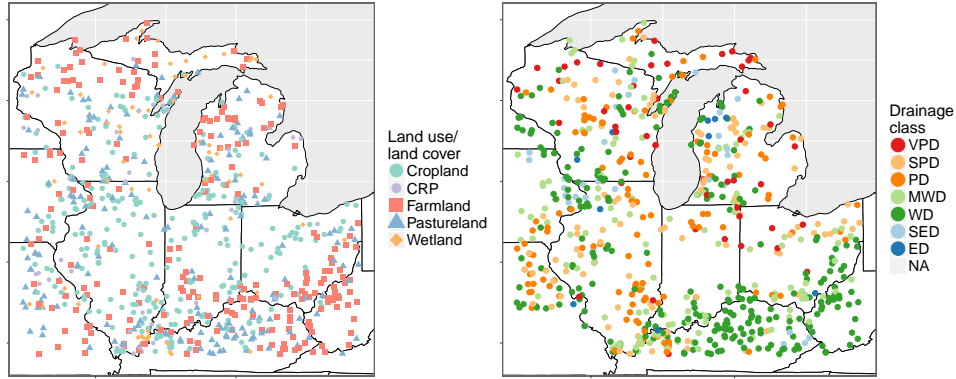 Land use/
land cover
Cropland
CRP
Farmland
Pastureland
Wetland
Drainage
class
VPD
SPD
PD
MWD
WD
SED
ED
NA